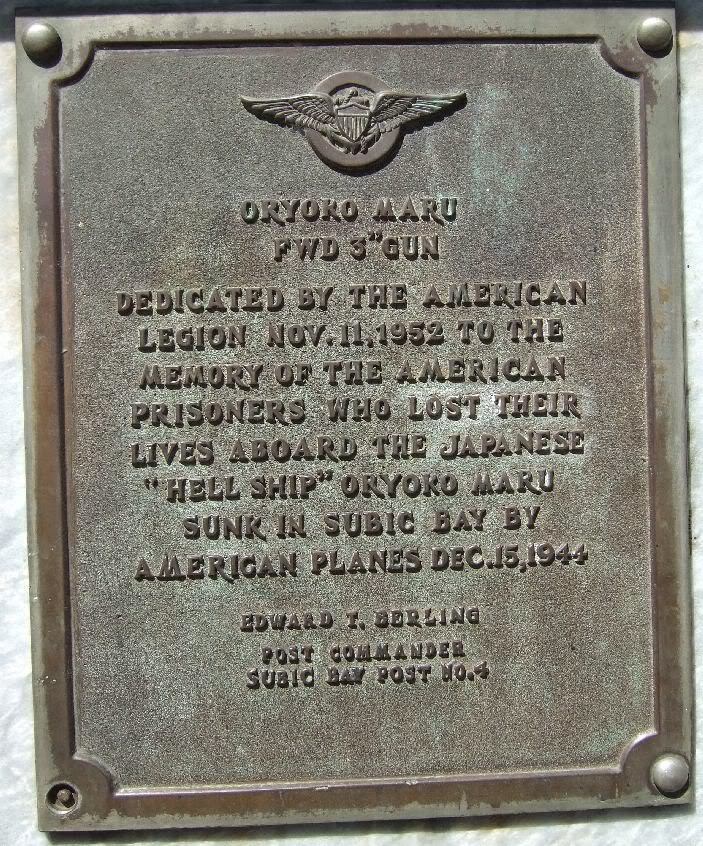 ORYOKO MARU
FWD 3" GUN
DEDICATED BY THE AMERICAN
LEGION NOV. 11, 1952 TO THE
MEMORY OF THE AMERICAN
PRISONERS WHO LOST THEIR
LIVES ABOARD THE JAPANESE
"HELL SHIP" ORYOKO MARU
SUNK IN SUBIC BAY BY
AMERICAN PLANES DEC. 15, 1944
EDWARD T. BERLING
POST COMMANDER
SUBIC BAY POST NO. 4